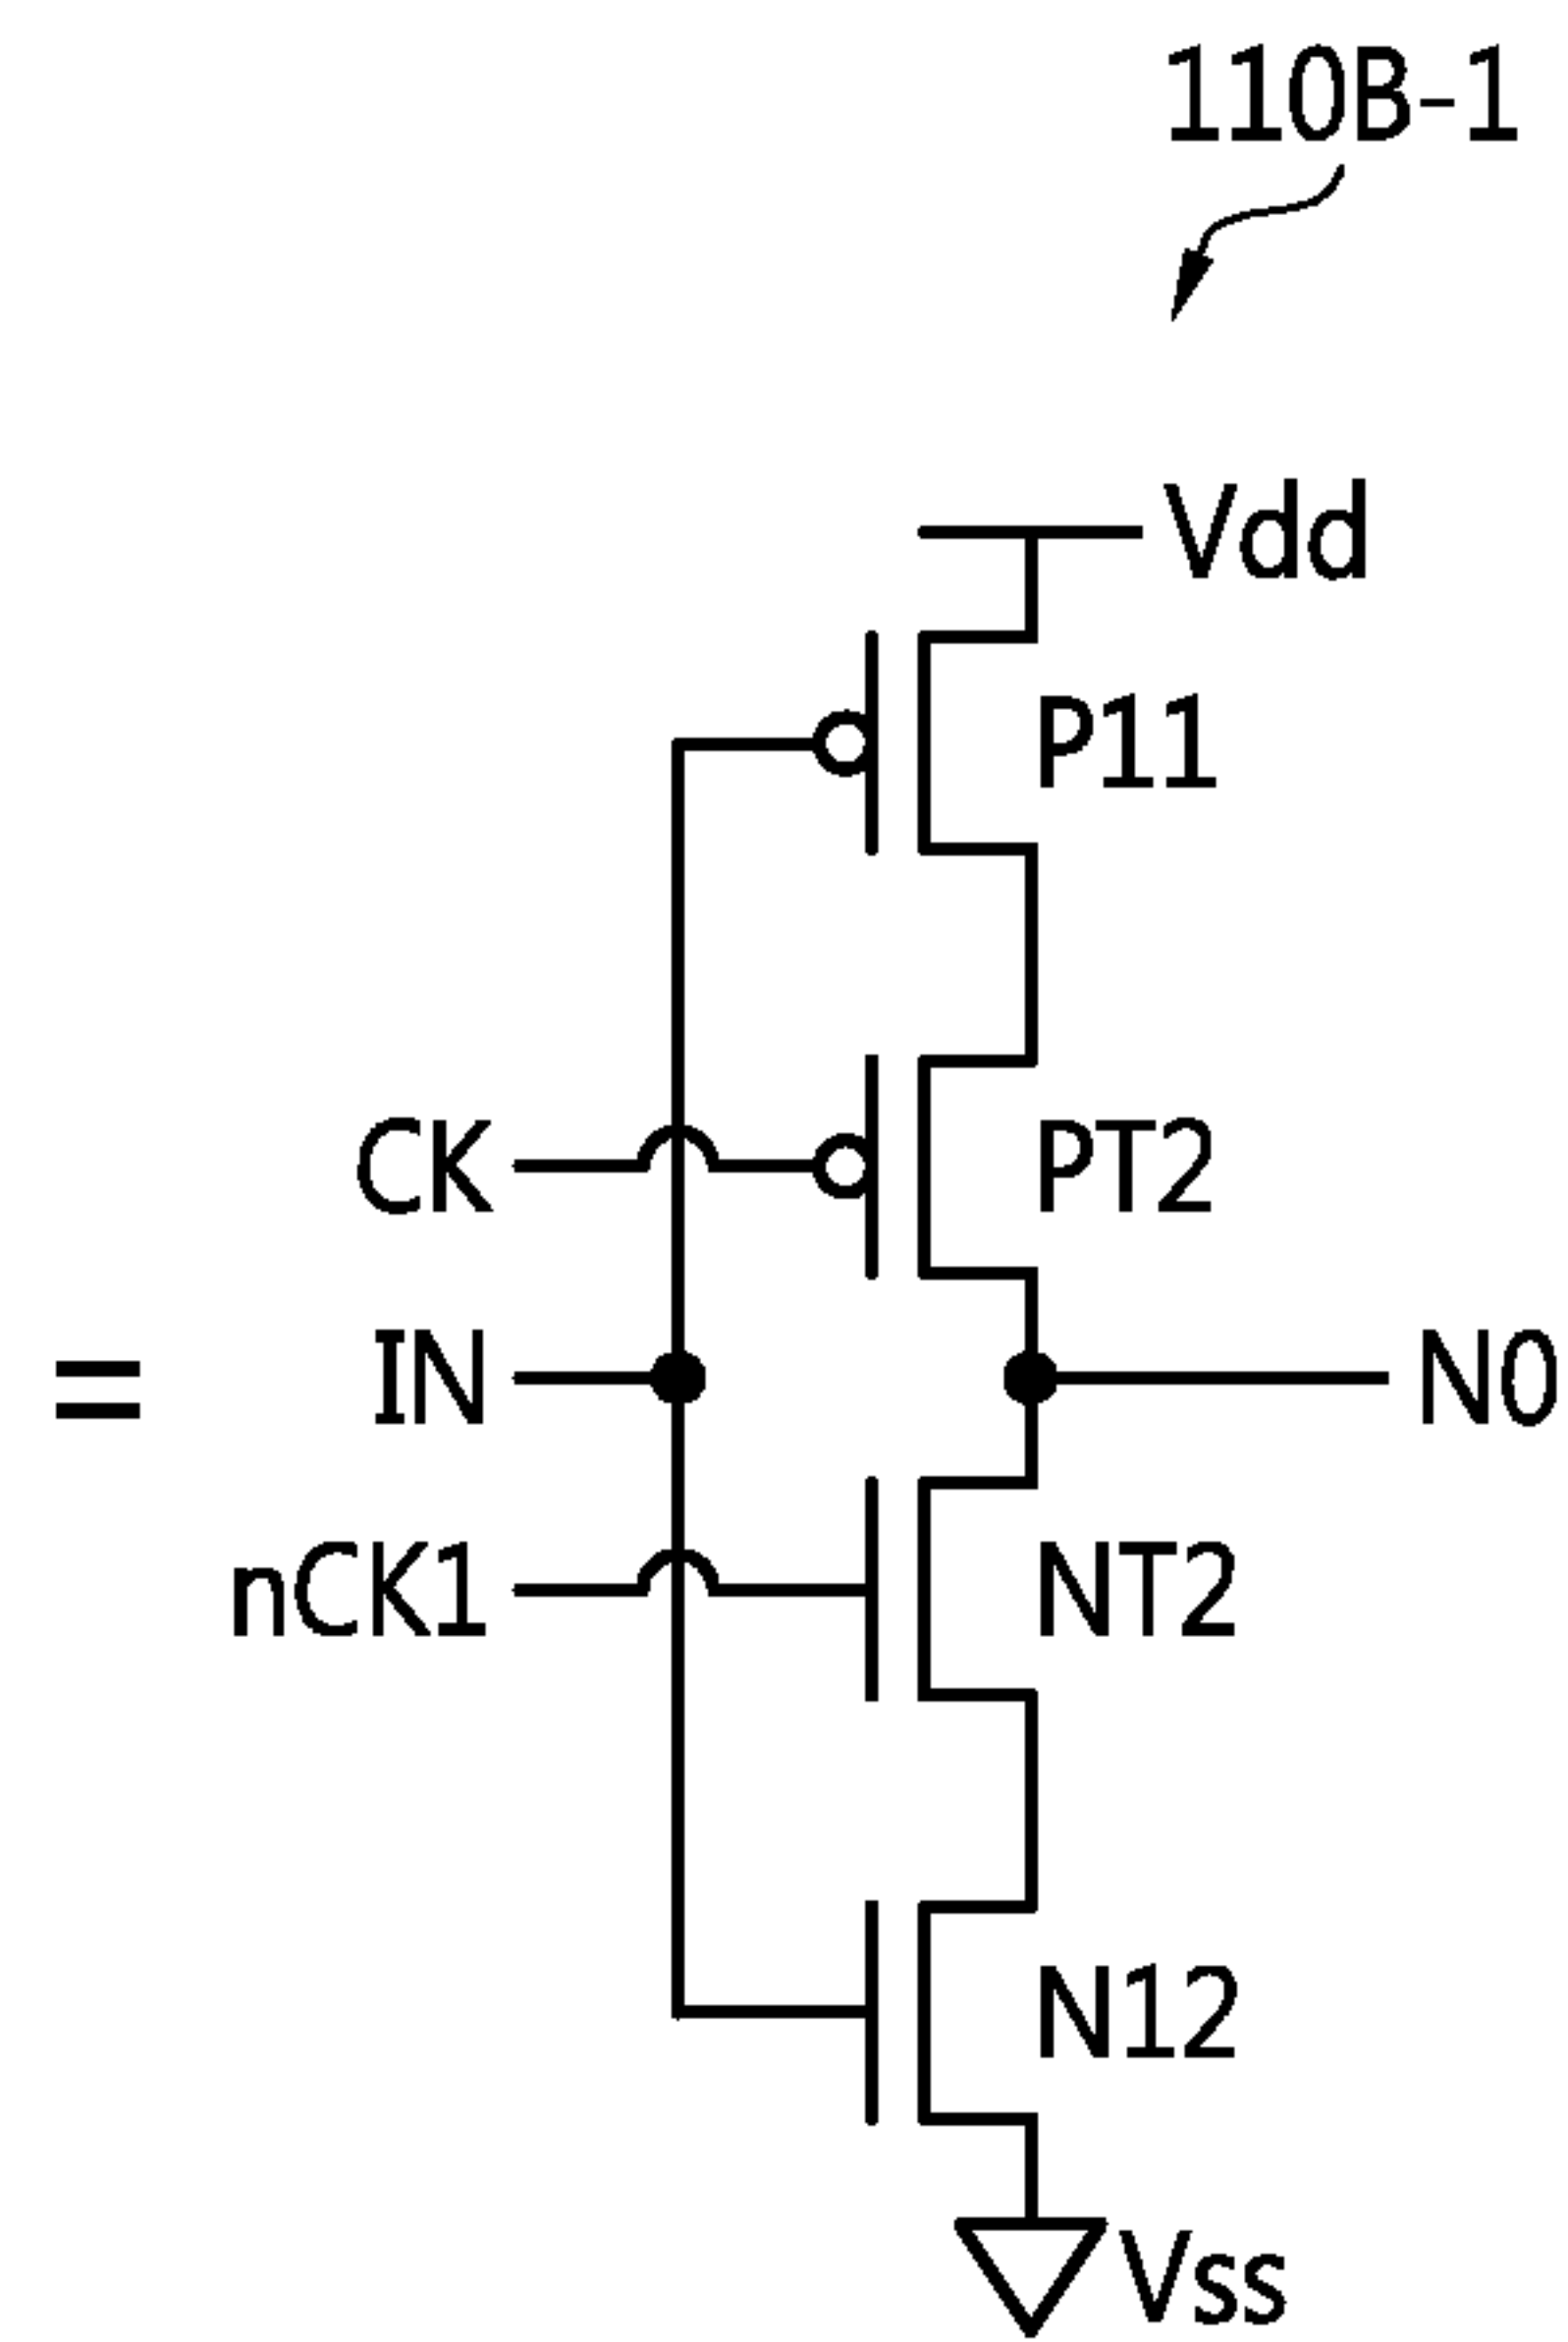 110B-1
Vdd
P11
CK
PT2
= IN
N0
nCK1
NT2
N12
Vss